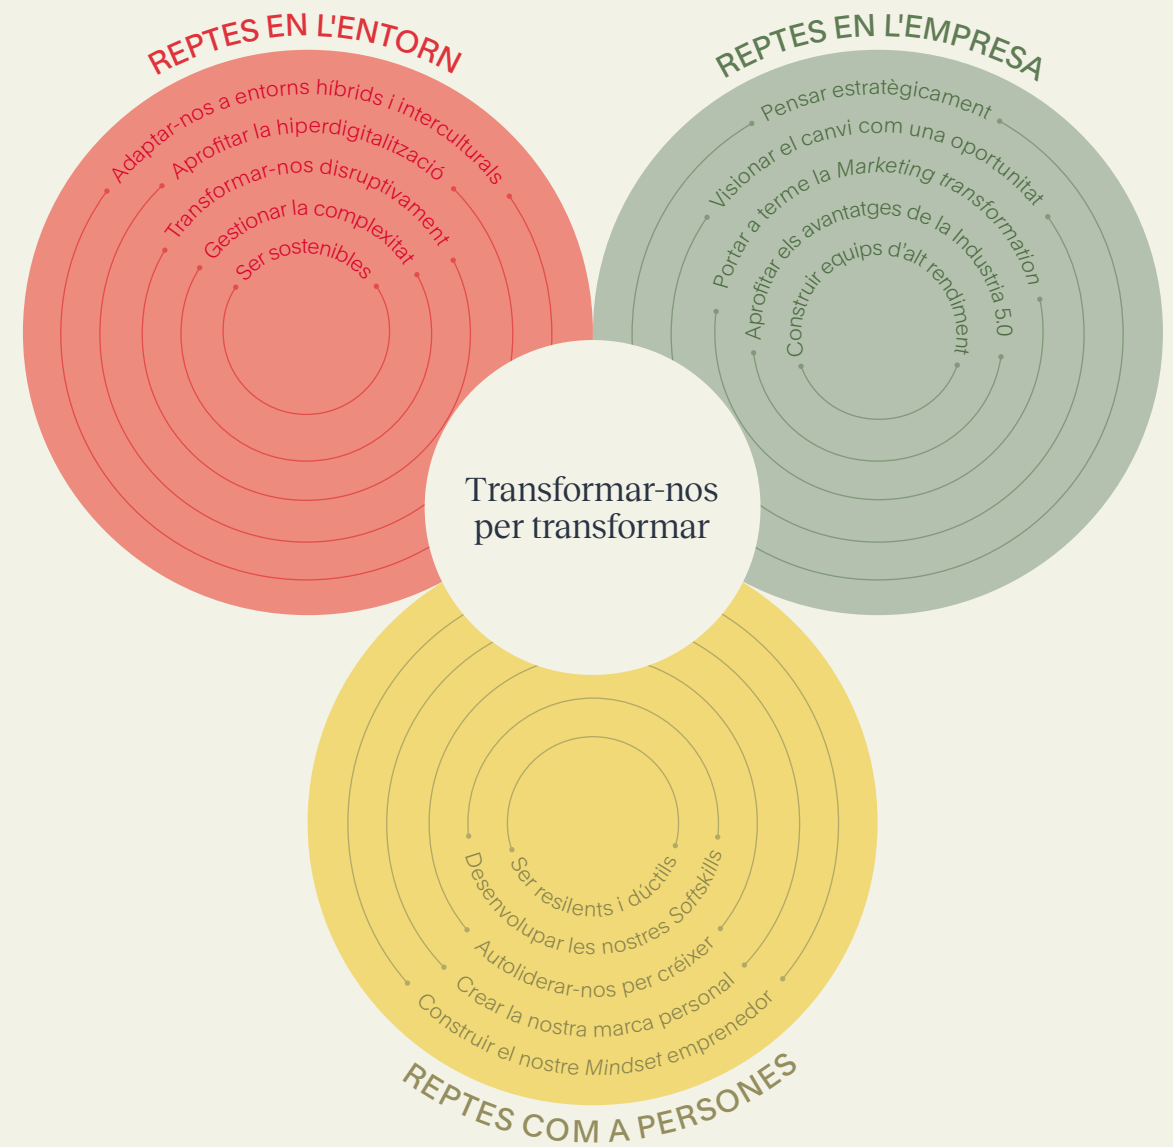 REPTES EN L'ENTORN
Adaptar-nos a entorns híbrids i interculturals
Aprofitar la hiperdigitalització
Transformar-nos disruptivament
Gestionar la complexitat
Ser sostenibles
REPTES EN L'EMPRESA
Pensar estratègicament
Visionar el canvi com una oportunitat
Portar a terme la Marketing transformation
Aprofitar els avantatges de la Industria 5.0
Construir equips d'alt rendiment
Transformar-nos
per transformar
Ser resilents i dúctils
Desenvolupar les nostres Softskills
Autoliderar-nos per créixer
Crear la nostra marca personal
Construir el nostre Mindset emprenedor
REPTES COM A PERSONES